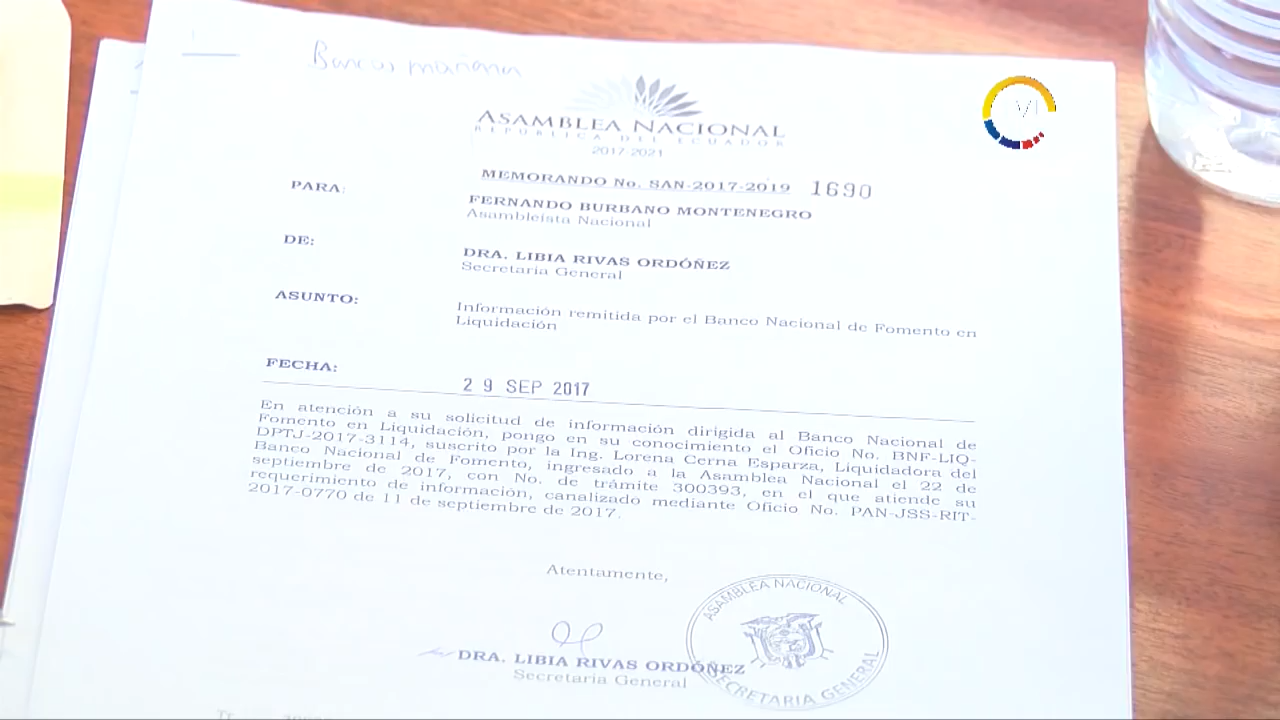 Bancos mañana
ASAMBLEA NACIONAL
REPÚBLICA DEL ECUADOR
2017-2021
MEMORANDO No. SAN-2017-2019 1690
PARA:
FERNANDO BURBANO MONTENEGRO
Asambleísta Nacional
DE:
DRA. LIBIA RIVAS ORDÓÑEZ
Secretaria General
ASUNTO:
Información remitida por el Banco Nacional de Fomento en
Liquidación
FECHA:
29 SEP 2017
En atención a su solicitud de información dirigida al Banco Nacional de
Fomento en Liquidación, pongo en su conocimiento el Oficio No. BNF-LIQ-
DPTJ-2017-3114, suscrito por la Ing. Lorena Cerna Esparza, Liquidadora del
Banco Nacional de Fomento, ingresado a la Asamblea Nacional el 22 de
septiembre de 2017, con No. de trámite 300393, en el que atiende su
requerimiento de información, canalizado mediante Oficio No. PAN-JSS-RIT-
2017-0770 de 11 de septiembre de 2017.
Atentamente,
DRA. LIBIA RIVAS ORDÓÑEZ
Secretaria General
ASAMBLEA NACIONAL
SECRETARIA GENERAL